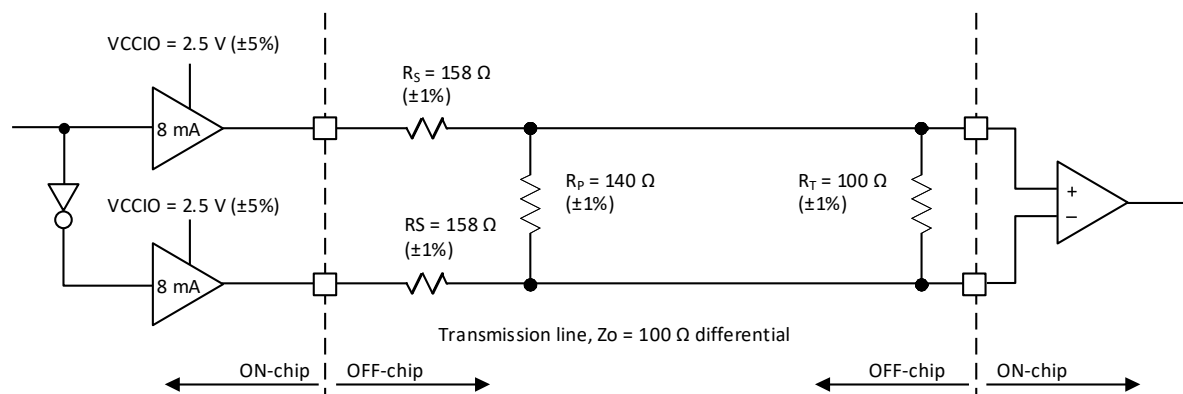 VCCIO = 2.5 V (±5%)
8 mA
RS = 158 Ω
(±1%)
RP = 140 Ω
(±1%)
RT = 100 Ω
(±1%)
+
−
VCCIO = 2.5 V (±5%)
8 mA
RS = 158 Ω
(±1%)
Transmission line, Zo = 100 Ω differential
ON-chip
OFF-chip
OFF-chip
ON-chip